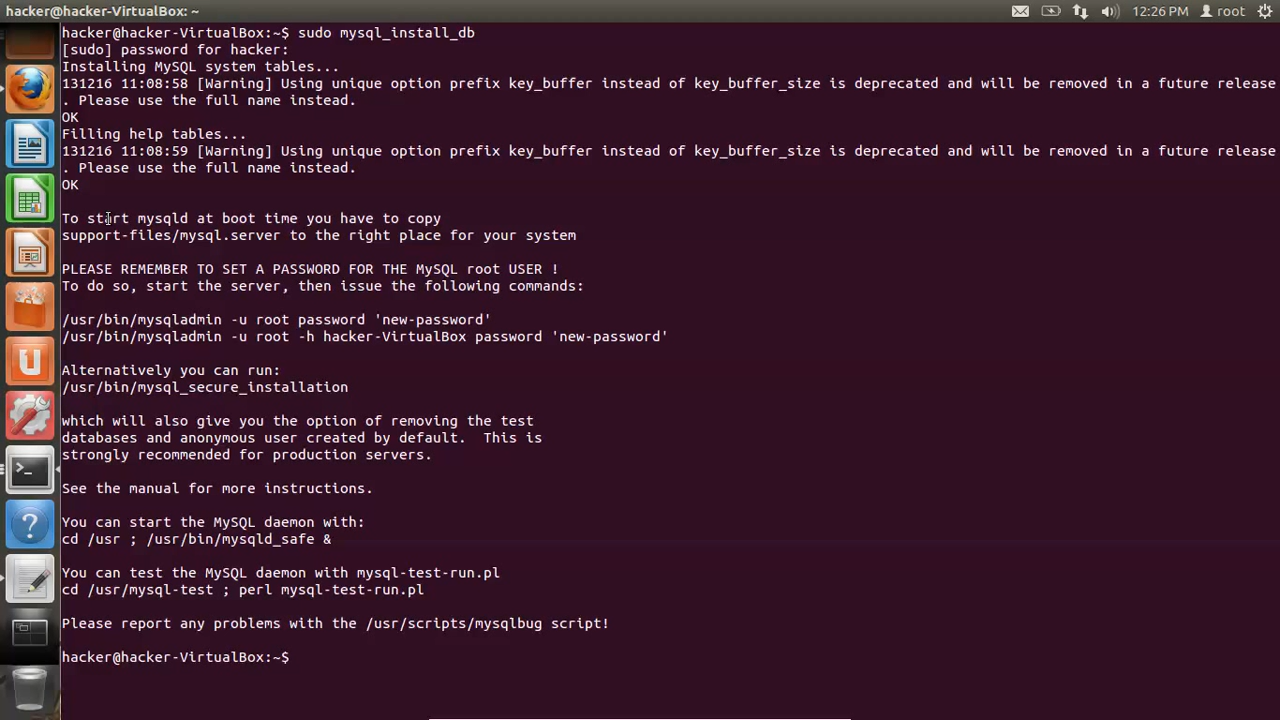 hacker@hacker-VirtualBox: ~
12:26 PM
root
hacker@hacker-VirtualBox:~$ sudo mysql_install_db
[sudo] password for hacker:
Installing MySQL system tables...
131216 11:08:58 [Warning] Using unique option prefix key_buffer instead of key_buffer_size is deprecated and will be removed in a future release
. Please use the full name instead.
OK
Filling help tables...
131216 11:08:59 [Warning] Using unique option prefix key_buffer instead of key_buffer_size is deprecated and will be removed in a future release
. Please use the full name instead.
OK
To start mysqld at boot time you have to copy
support-files/mysql.server to the right place for your system
PLEASE REMEMBER TO SET A PASSWORD FOR THE MySQL root USER !
To do so, start the server, then issue the following commands:
/usr/bin/mysqladmin -u root password 'new-password'
/usr/bin/mysqladmin -u root -h hacker-VirtualBox password 'new-password'
Alternatively you can run:
/usr/bin/mysql_secure_installation
which will also give you the option of removing the test
databases and anonymous user created by default.  This is
strongly recommended for production servers.
See the manual for more instructions.
You can start the MySQL daemon with:
cd /usr ; /usr/bin/mysqld_safe &
You can test the MySQL daemon with mysql-test-run.pl
cd /usr/mysql-test ; perl mysql-test-run.pl
Please report any problems with the /usr/scripts/mysqlbug script!
hacker@hacker-VirtualBox:~$